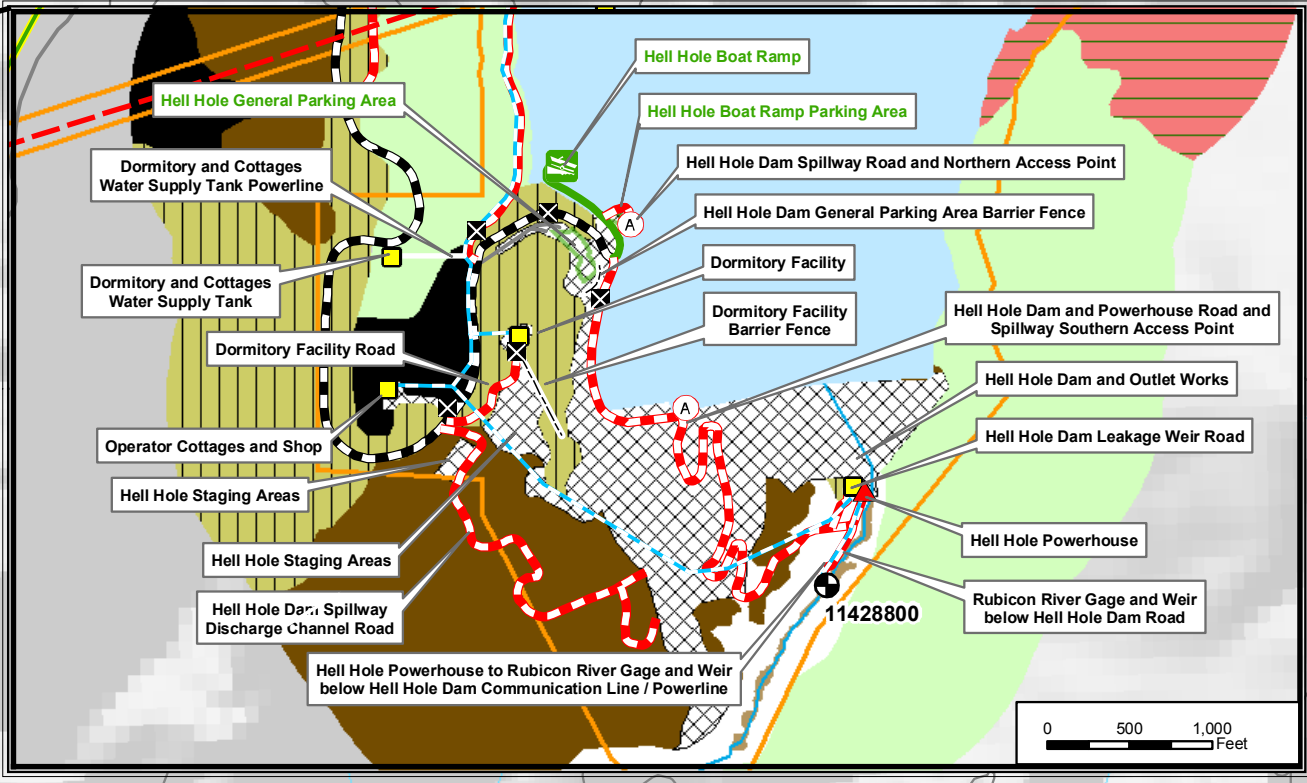 Hell Hole Boat Ramp
Hell Hole General Parking Area
Hell Hole Boat Ramp Parking Area
Dormitory and Cottages
Water Supply Tank Powerline
Hell Hole Dam Spillway Road and Northern Access Point
A
Hell Hole Dam General Parking Area Barrier Fence
Dormitory Facility
Dormitory and Cottages
Water Supply Tank
Dormitory Facility
Barrier Fence
Hell Hole Dam and Powerhouse Road and
Spillway Southern Access Point
Dormitory Facility Road
Hell Hole Dam and Outlet Works
A
Operator Cottages and Shop
Hell Hole Dam Leakage Weir Road
Hell Hole Staging Areas
Hell Hole Powerhouse
Hell Hole Staging Areas
Hell Hole Dam Spillway
Discharge Channel Road
Rubicon River Gage and Weir
below Hell Hole Dam Road
11428800
Hell Hole Powerhouse to Rubicon River Gage and Weir
below Hell Hole Dam Communication Line / Powerline
0 500 1,000
Feet